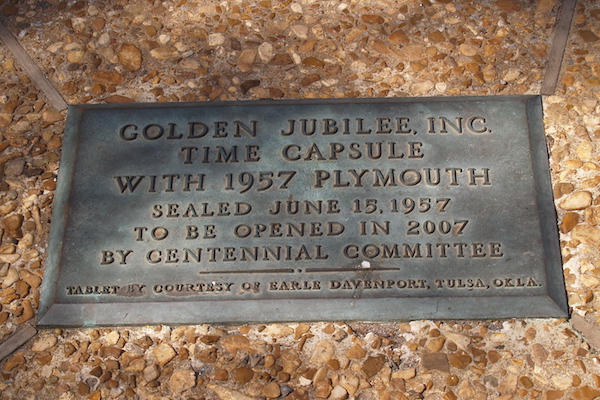 GOLDEN JUBILEE, INC.
TIME CAPSULE
WITH 1957 PLYMOUTH
SEALED JUNE 15, 1957
TO BE OPENED IN 2007
BY CENTENNIAL COMMITTEE
TABLET BY COURTESY OF EARLE DAVENPORT, TULSA, OKLA.